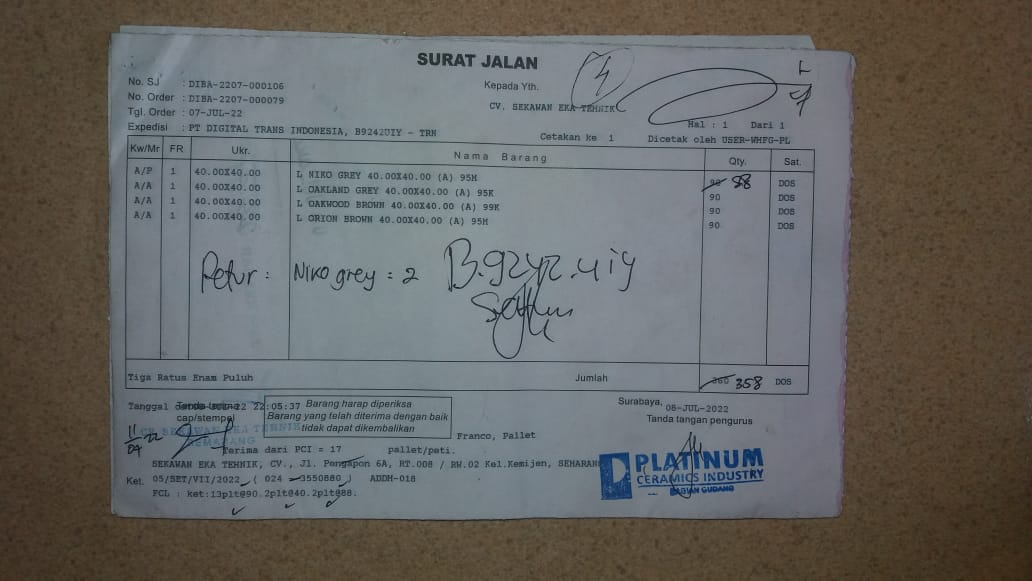 SURAT JALAN
No. SJ : DIBA-2207-000106
Kepada Yth.
No. Order : DIBA-2207-000079
CV. SEKAWAN EKA TEHNIK
Tgl. Order : 07-JUL-22
Hal : 1 Dari 1
Expedisi : PT DIGITAL TRANS INDONESIA, B9242UIY - TRN
Cetakan ke 1 Dicetak oleh USER-WHFG-PL
Kw/Mr FR Ukr. Nama Barang Qty. Sat.
A/P 1 40.00X40.00 L NIKO GREY 40.00X40.00 (A) 95H 90 88 DOS
A/A 1 40.00X40.00 L OAKLAND GREY 40.00X40.00 (A) 95K 90 DOS
A/A 1 40.00X40.00 L OAKWOOD BROWN 40.00X40.00 (A) 99K 90 DOS
A/A 1 40.00X40.00 L ORION BROWN 40.00X40.00 (A) 95H 90 DOS
Retur : Niko grey = 2 B.9242.uiy
Tiga Ratus Enam Puluh Jumlah 360 358 DOS
Tanggal 22:05:37
Tanda terima
cap/stempel
Barang harap diperiksa
Barang yang telah diterima dengan baik
tidak dapat dikembalikan
Surabaya, 08-JUL-2022
Tanda tangan pengurus
CV SEKAWAN EKA TEHNIK
SEMARANG
Franco, Pallet
Terima dari PCI = 17 pallet/peti.
SEKAWAN EKA TEHNIK, CV., Jl. Pengapon 6A, RT.008 / RW.02 Kel.Kemijen, SEMARANG
Ket. 05/SET/VII/2022 ( 024 -3550880 ) ADDH-018
FCL : ket:13plt@90.2plt@40.2plt@88.
PLATINUM
CERAMICS INDUSTRY
BAGIAN GUDANG